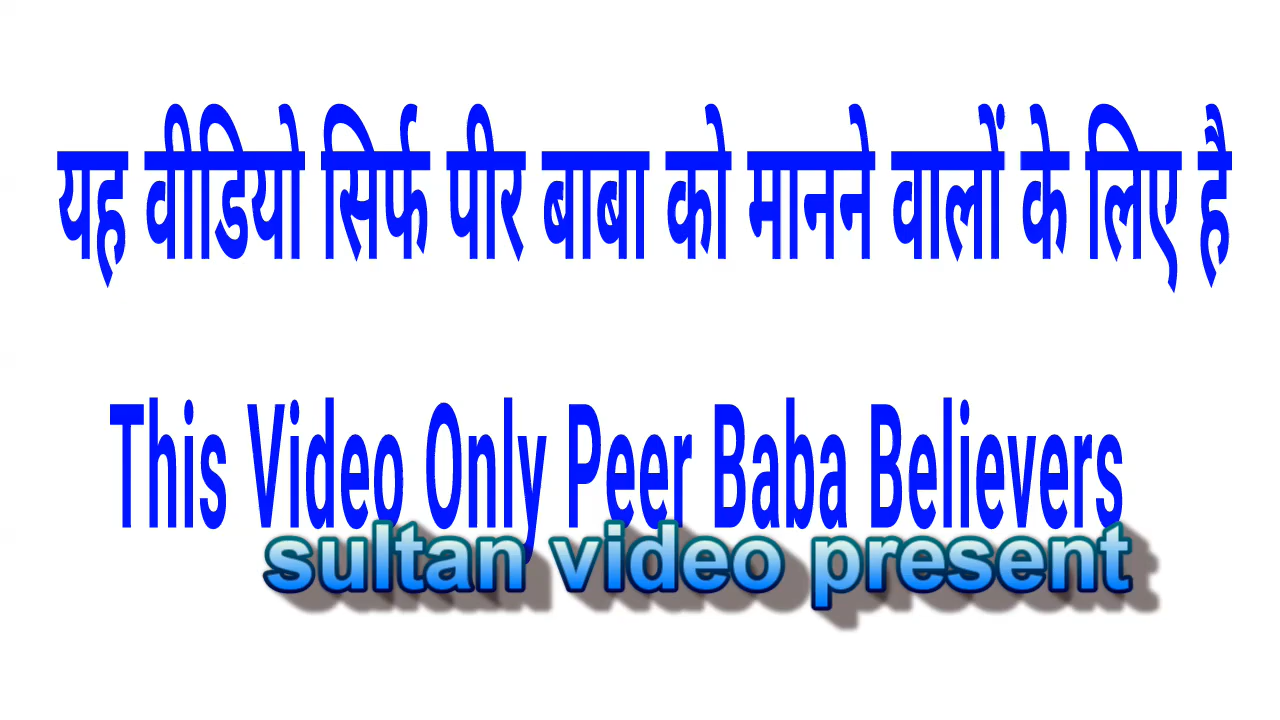 यह वीडियो सिर्फ पीर बाबा को मानने वालों के लिए है
This Video Only Peer Baba Believers
sultan video present